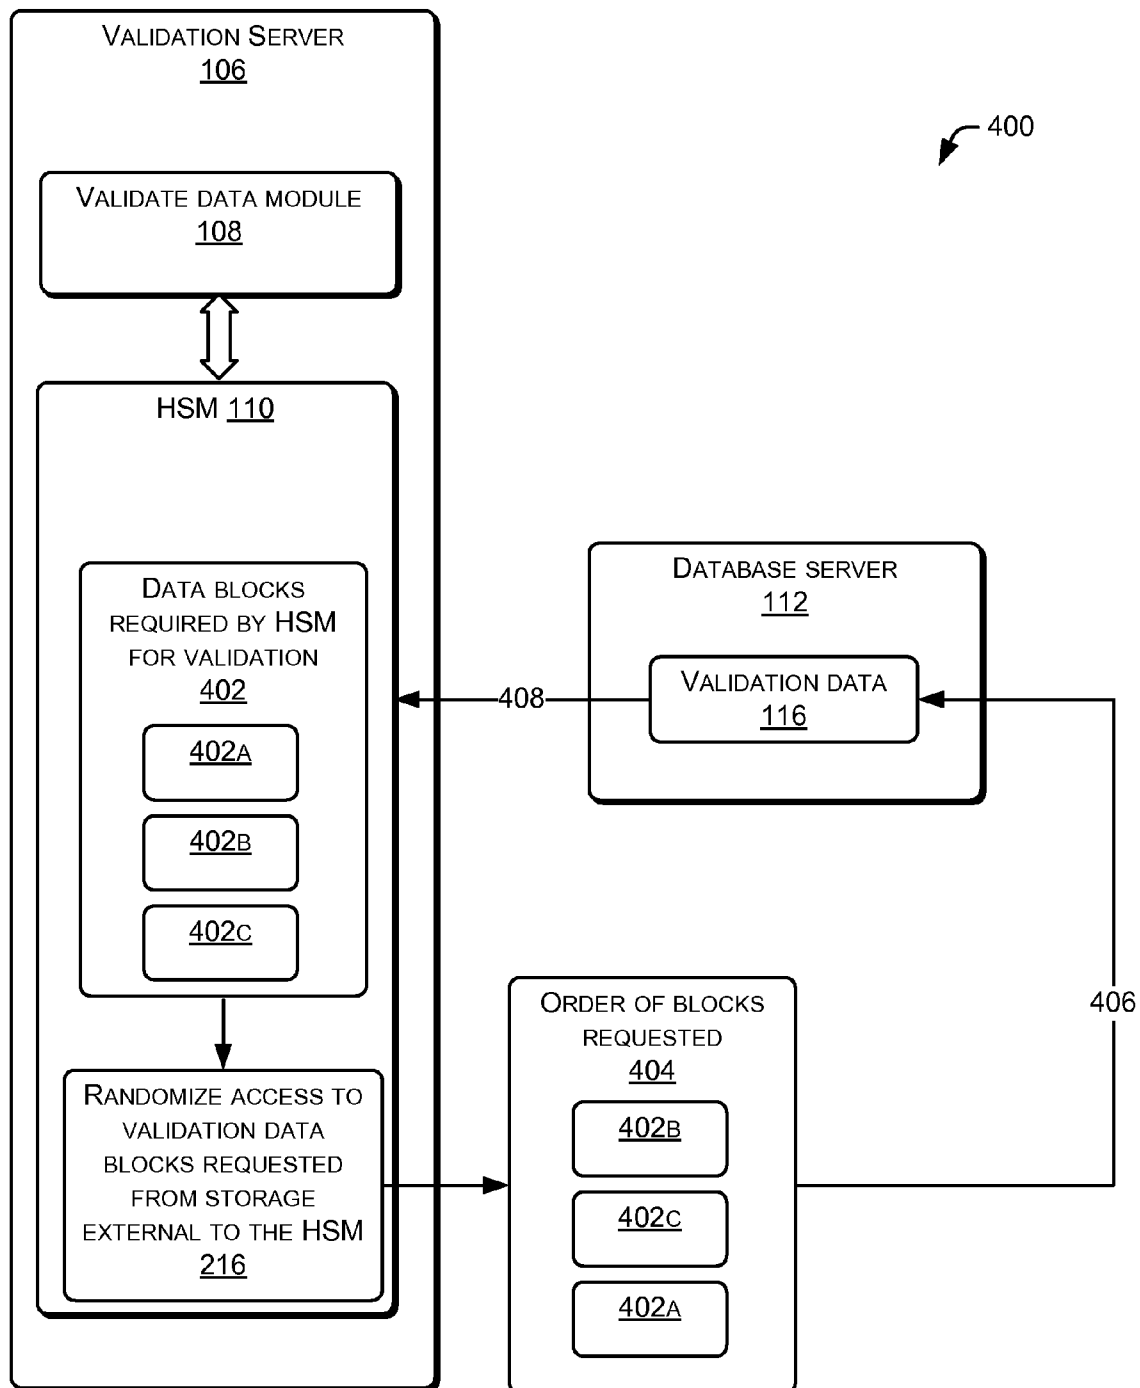 VALIDATION SERVER
106
400
VALIDATE DATA MODULE
108
HSM 110
DATA BLOCKS
REQUIRED BY HSM
FOR VALIDATION
402
402A
402B
402C
RANDOMIZE ACCESS TO
VALIDATION DATA
BLOCKS REQUESTED
FROM STORAGE
EXTERNAL TO THE HSM
216
DATABASE SERVER
112
VALIDATION DATA
116
408
406
ORDER OF BLOCKS
REQUESTED
404
402B
402C
402A